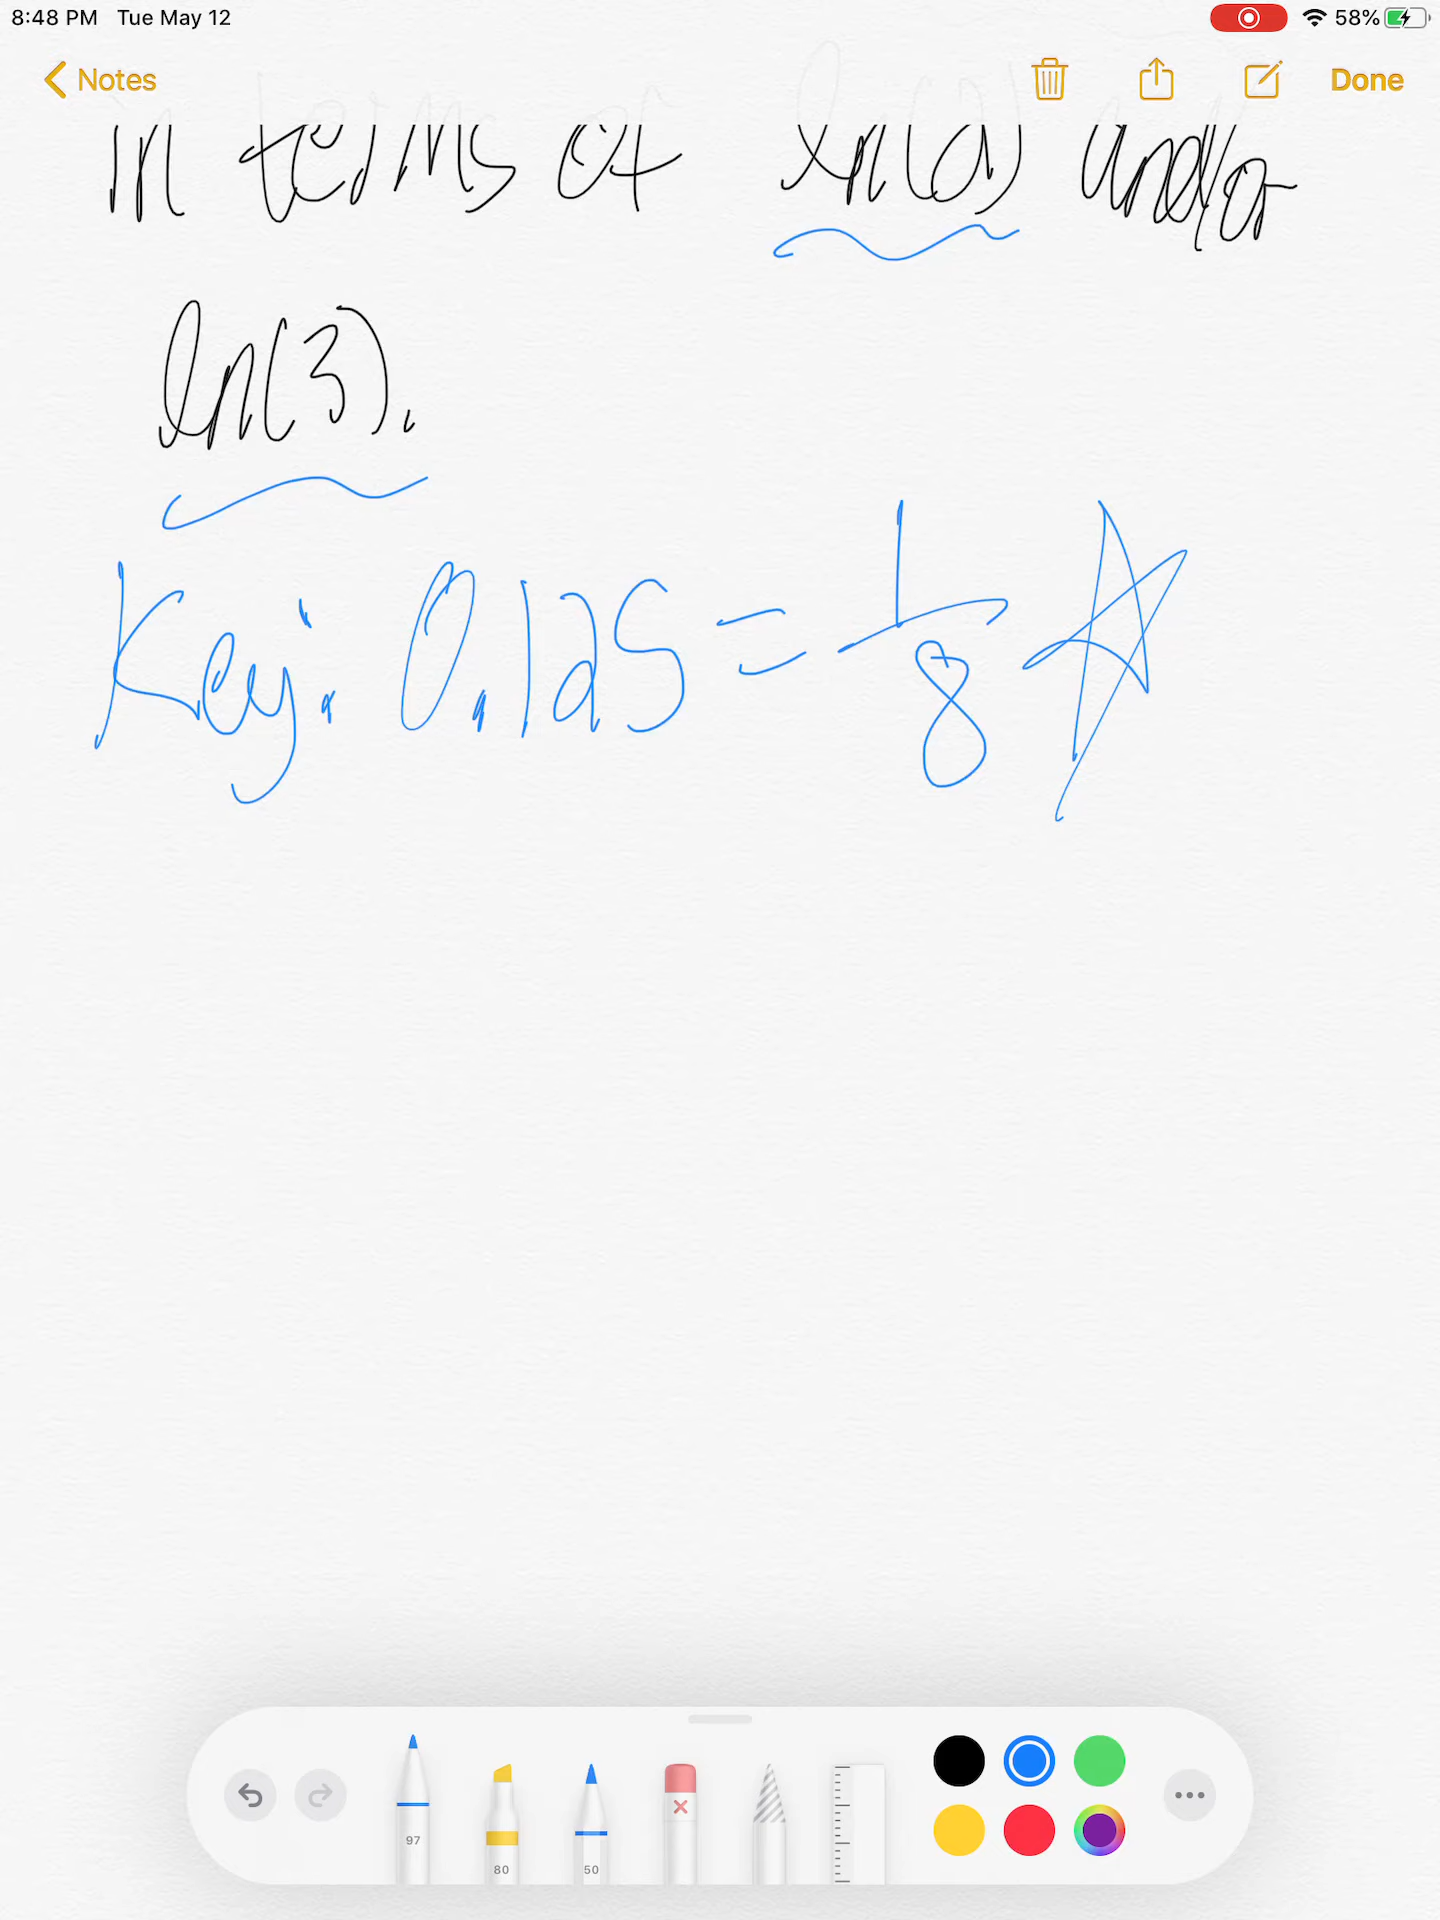 8:48 PM Tue May 12 58%
Notes Done
in terms of ln(2) and/or
ln(3).
Key: 0.125 = 1/8
97 80 50